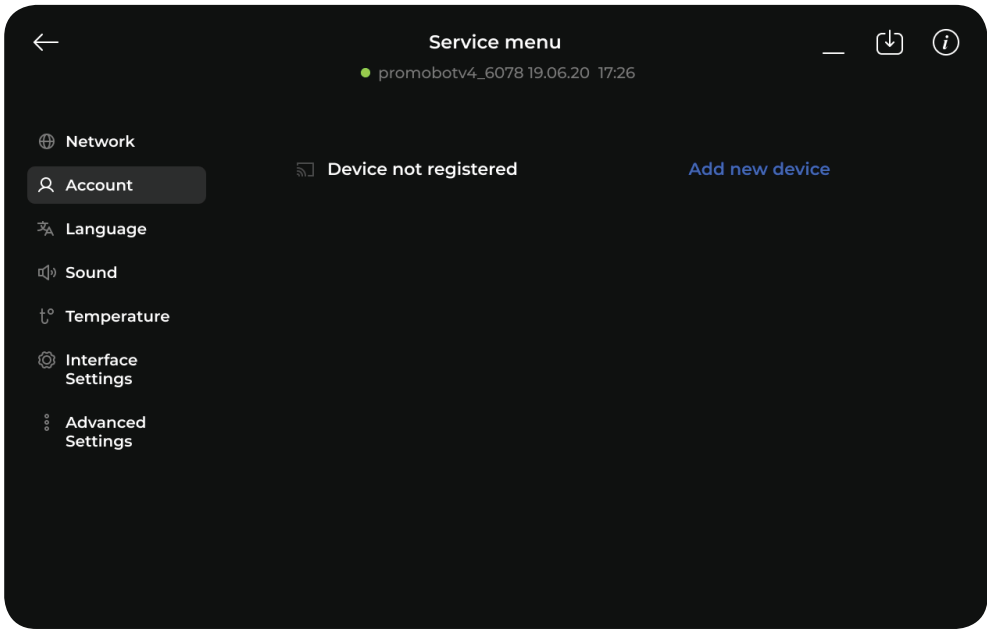 Service menu
promobotv4_6078 19.06.20 17:26
Network
Account
Language
Sound
Temperature
Interface
Settings
Advanced
Settings
Device not registered
Add new device